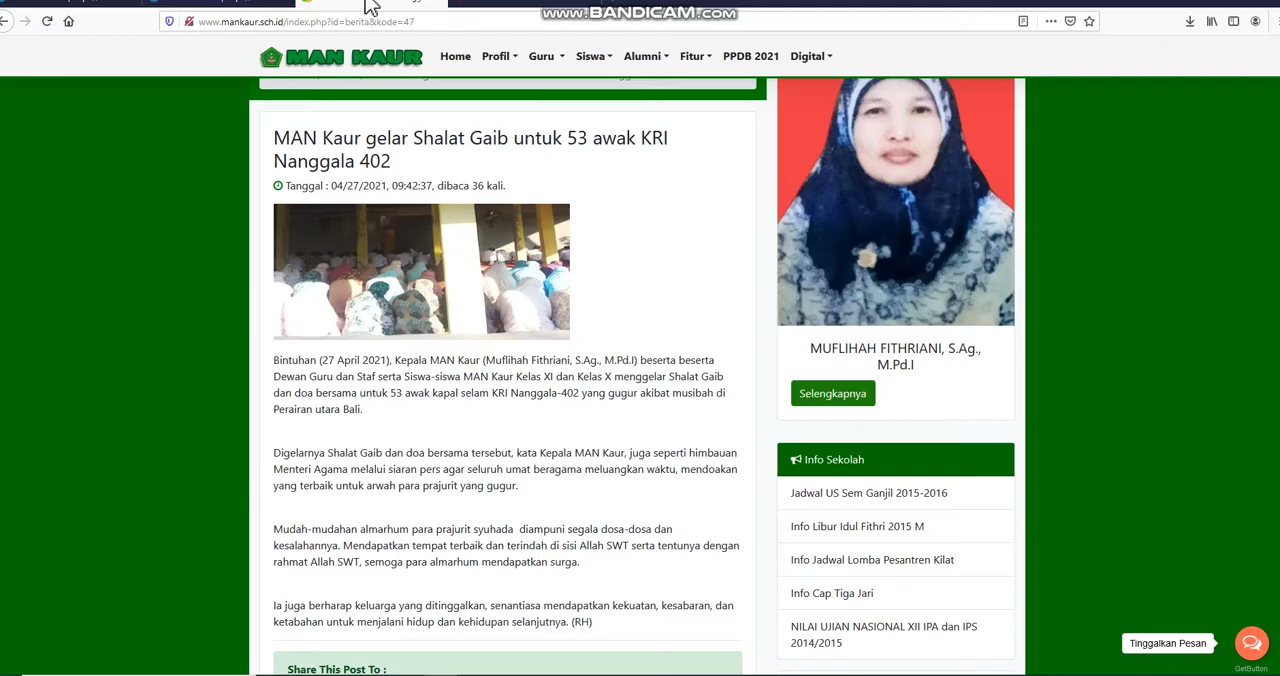 www.BANDICAM.com
www.mankaur.sch.id/index.php?id=berita&kode=47
MAN KAUR
Home Profil Guru Siswa Alumni Fitur PPDB 2021 Digital
MAN Kaur gelar Shalat Gaib untuk 53 awak KRI
Nanggala 402
Tanggal : 04/27/2021, 09:42:37, dibaca 36 kali.
Bintuhan (27 April 2021), Kepala MAN Kaur (Muflihah Fithriani, S.Ag., M.Pd.I) beserta beserta
Dewan Guru dan Staf serta Siswa-siswa MAN Kaur Kelas XI dan Kelas X menggelar Shalat Gaib
dan doa bersama untuk 53 awak kapal selam KRI Nanggala-402 yang gugur akibat musibah di
Perairan utara Bali.
Digelarnya Shalat Gaib dan doa bersama tersebut, kata Kepala MAN Kaur, juga seperti himbauan
Menteri Agama melalui siaran pers agar seluruh umat beragama meluangkan waktu, mendoakan
yang terbaik untuk arwah para prajurit yang gugur.
Mudah-mudahan almarhum para prajurit syuhada diampuni segala dosa-dosa dan
kesalahannya. Mendapatkan tempat terbaik dan terindah di sisi Allah SWT serta tentunya dengan
rahmat Allah SWT, semoga para almarhum mendapatkan surga.
Ia juga berharap keluarga yang ditinggalkan, senantiasa mendapatkan kekuatan, kesabaran, dan
ketabahan untuk menjalani hidup dan kehidupan selanjutnya. (RH)
Share This Post To :
MUFLIHAH FITHRIANI, S.Ag.,
M.Pd.I
Selengkapnya
Info Sekolah
Jadwal US Sem Ganjil 2015-2016
Info Libur Idul Fithri 2015 M
Info Jadwal Lomba Pesantren Kilat
Info Cap Tiga Jari
NILAI UJIAN NASIONAL XII IPA dan IPS
2014/2015
Tinggalkan Pesan
GetButton